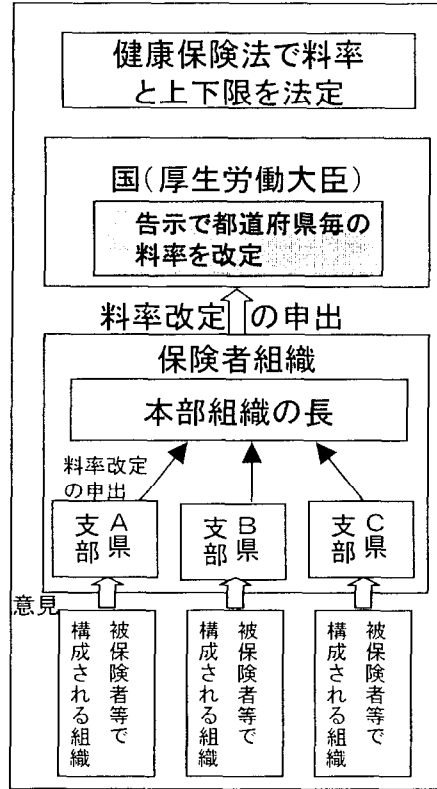 健康保険法で料率
と上下限を法定
国(厚生労働大臣)
告示で都道府県毎の
料率を改定
料率改定の申出
保険者組織
本部組織の長
料率改定
の申出
A県
支部
B県
支部
C県
支部
意見
被保険者等で
構成される組織
被保険者等で
構成される組織
被保険者等で
構成される組織